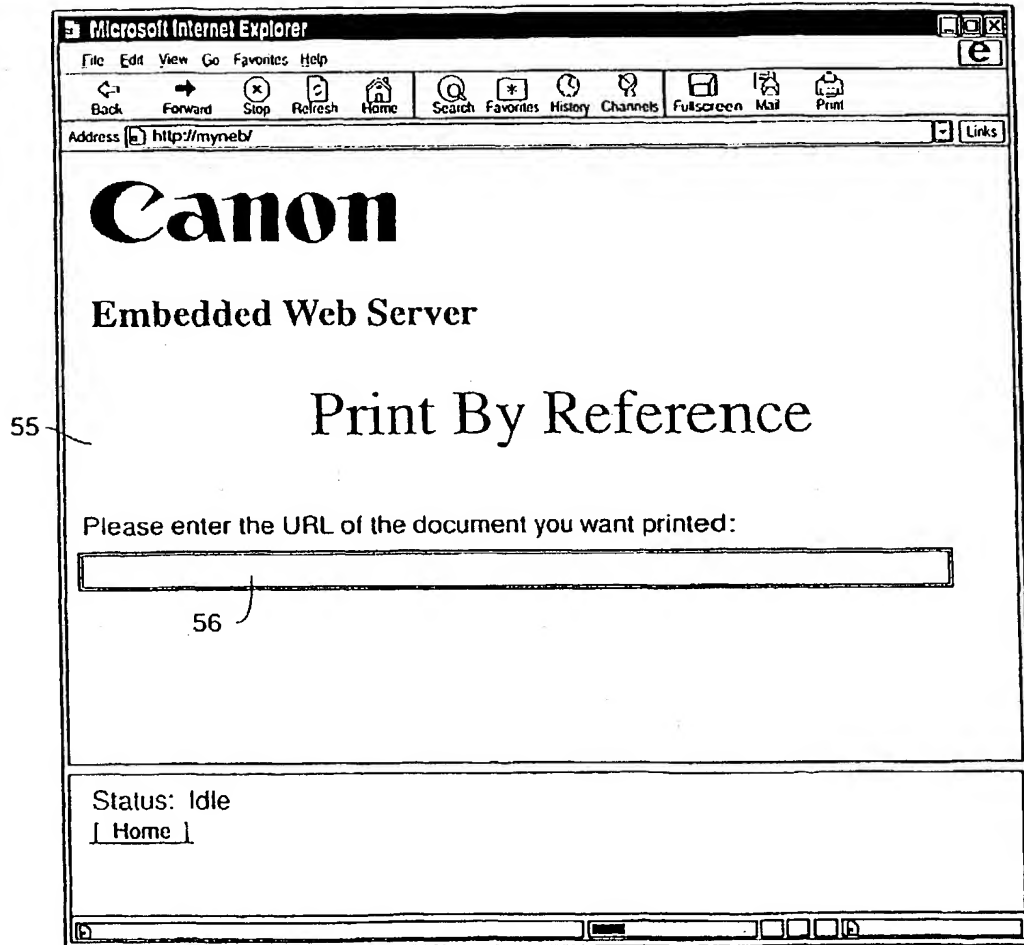 Microsoft Internet Explorer
File Edit View Go Favorites Help
e
Back Forward Stop Refresh Home Search Favorites History Channels Fullscreen Mail Print
Address http://myneb/ Links
Canon
Embedded Web Server
Print By Reference
55
Please enter the URL of the document you want printed:
56
Status: Idle
[ Home ]